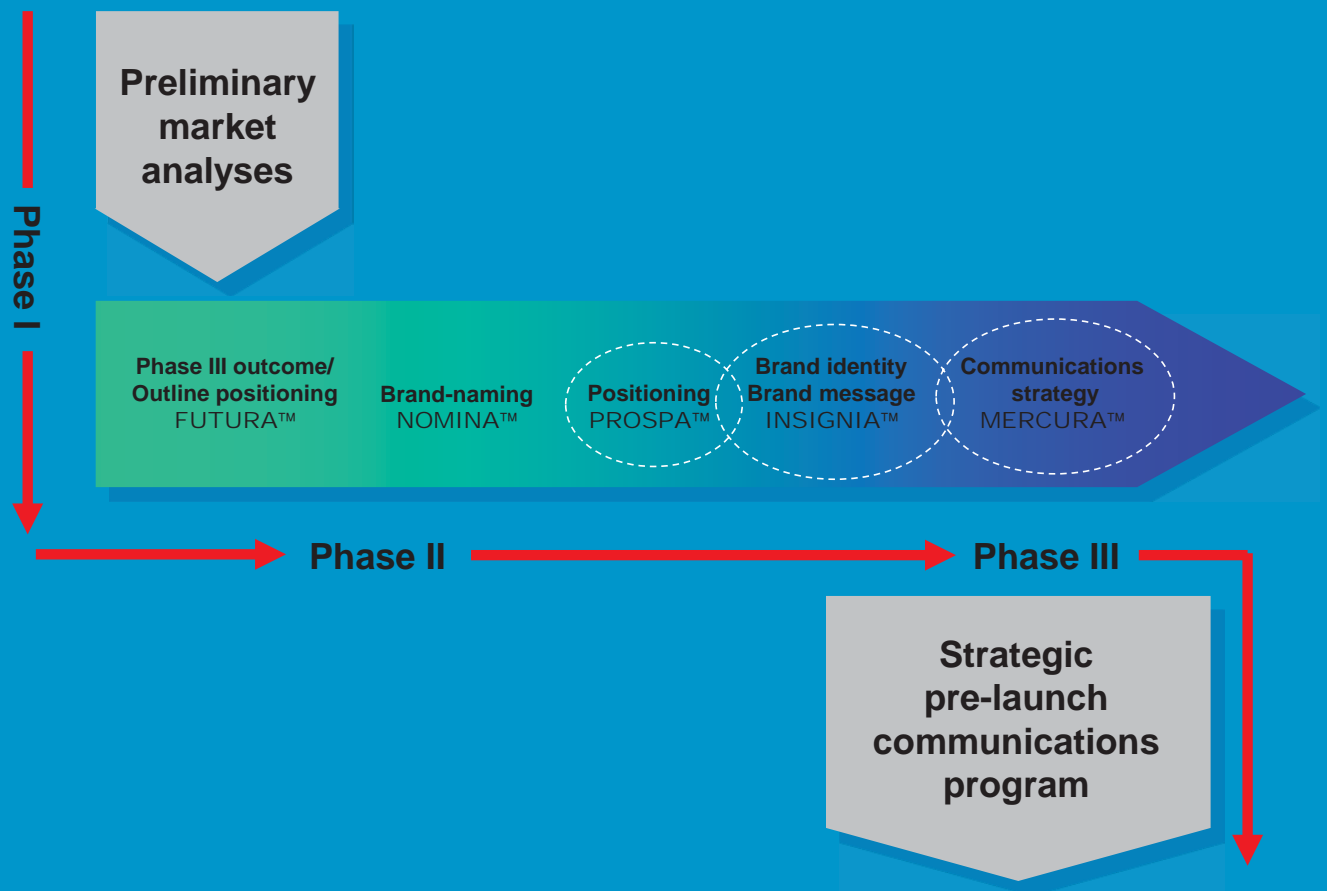 Preliminary
market
analyses
Phase I
Phase III outcome/
Outline positioning
FUTURA™
Brand-naming
NOMINA™
Positioning
PROSPA™
Brand identity
Brand message
INSIGNIA™
Communications
strategy
MERCURA™
Phase II
Phase III
Strategic
pre-launch
communications
program